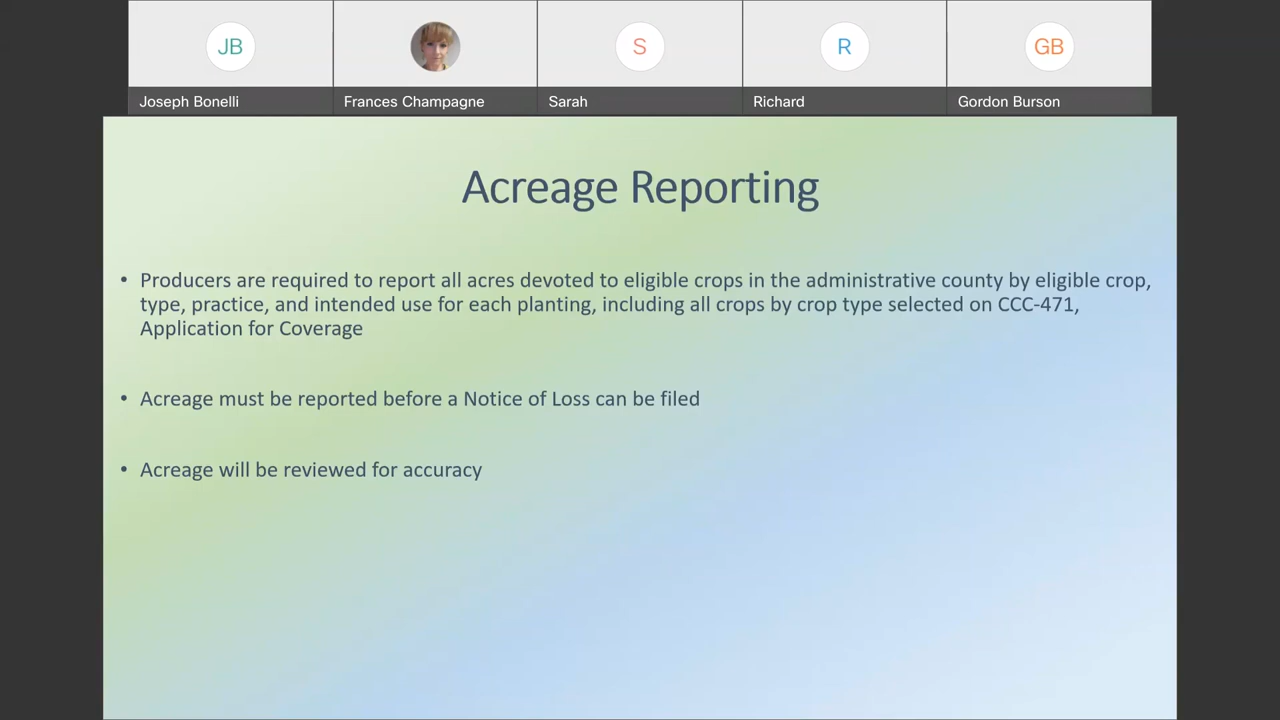 JB
S
R
GB
Joseph Bonelli
Frances Champagne
Sarah
Richard
Gordon Burson
Acreage Reporting
• Producers are required to report all acres devoted to eligible crops in the administrative county by eligible crop,
type, practice, and intended use for each planting, including all crops by crop type selected on CCC-471,
Application for Coverage
• Acreage must be reported before a Notice of Loss can be filed
• Acreage will be reviewed for accuracy